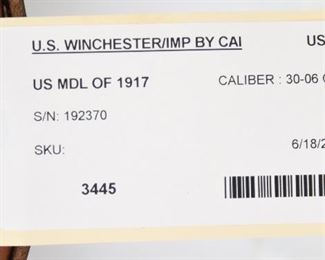 U.S. WINCHESTER/IMP BY CAI US
US MDL OF 1917 CALIBER : 30-06
S/N: 192370
SKU: 6/18/2
3445